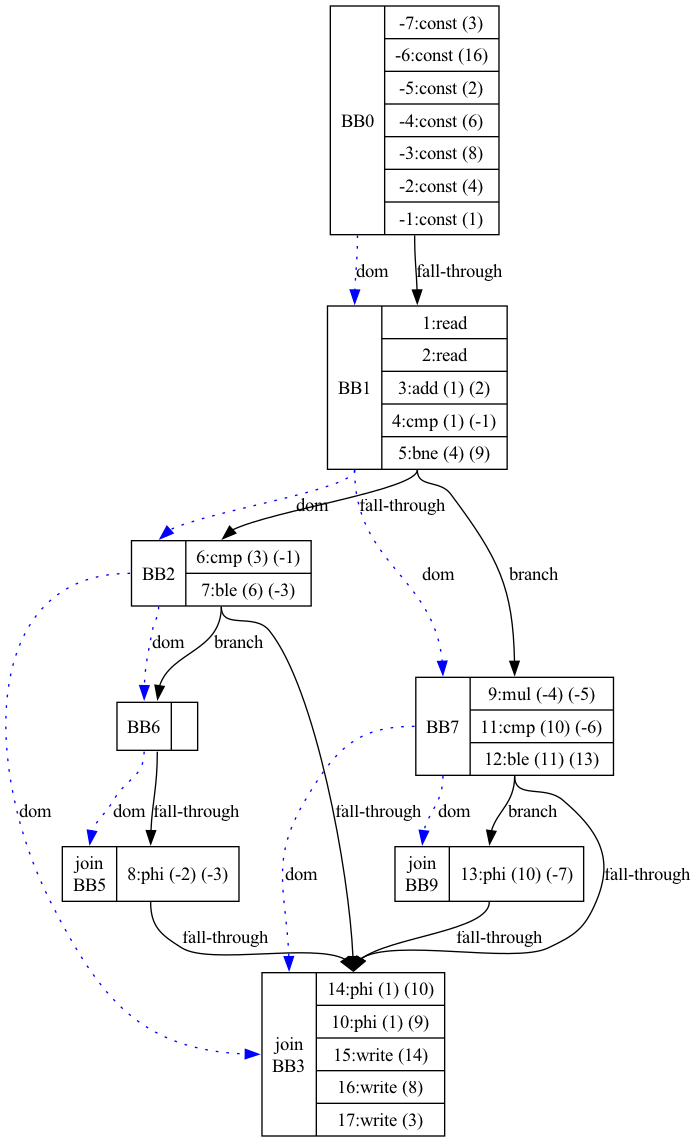 BB0
-7:const (3)
-6:const (16)
-5:const (2)
-4:const (6)
-3:const (8)
-2:const (4)
-1:const (1)
dom
fall-through
BB1
1:read
2:read
3:add (1) (2)
4:cmp (1) (-1)
5:bne (4) (9)
dom
fall-through
BB2
6:cmp (3) (-1)
7:ble (6) (-3)
dom
branch
dom
branch
BB6
BB7
9:mul (-4) (-5)
11:cmp (10) (-6)
12:ble (11) (13)
dom
dom
fall-through
dom
fall-through
dom
branch
fall-through
join
BB5
8:phi (-2) (-3)
join
BB9
13:phi (10) (-7)
fall-through
fall-through
join
BB3
14:phi (1) (10)
10:phi (1) (9)
15:write (14)
16:write (8)
17:write (3)